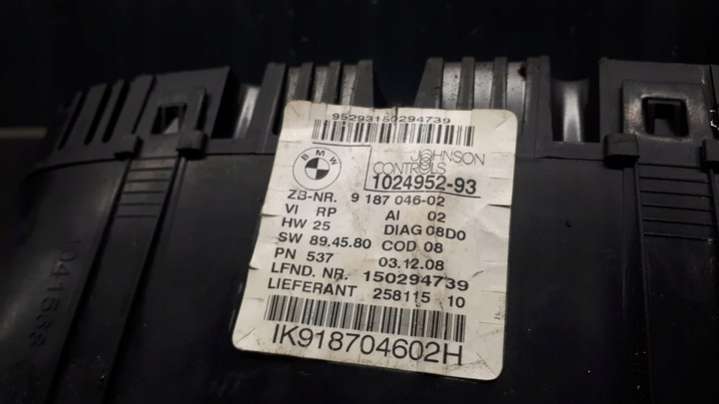 95293150294739
BMW
JOHNSON
CONTROLS
1024952-93
ZB-NR. 9 187 046-02
VI RP AI 02
HW 25 DIAG 08D0
SW 89.45.80 COD 08
PN 537 03.12.08
LFND. NR. 150294739
LIEFERANT 258115 10
IK918704602H
1041588